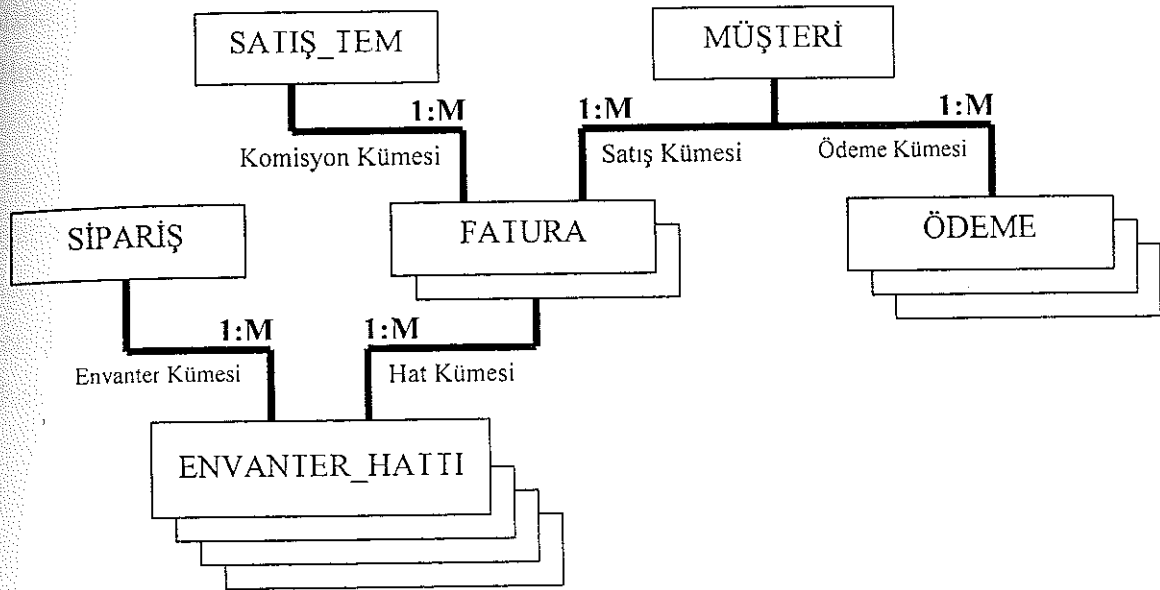 SATIŞ_TEM
MÜŞTERİ
1:M
1:M
1:M
Komisyon Kümesi
Satış Kümesi
Ödeme Kümesi
SİPARİŞ
FATURA
ÖDEME
1:M
1:M
Envanter Kümesi
Hat Kümesi
ENVANTER_HATTI